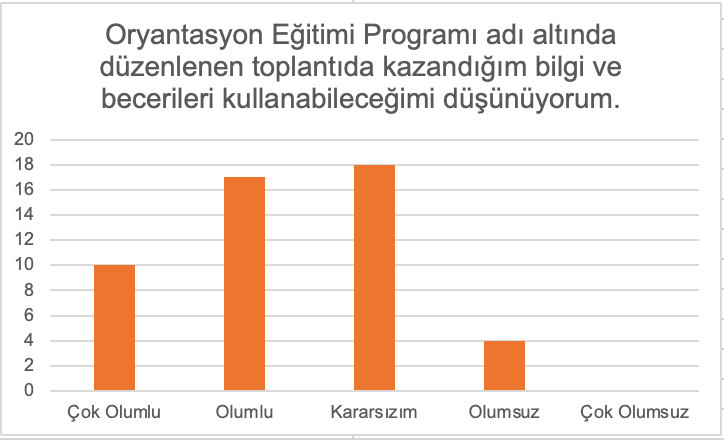 Oryantasyon Eğitimi Programı adı altında
düzenlenen toplantıda kazandığım bilgi ve
becerileri kullanabileceğimi düşünüyorum.
20
18
16
14
12
10
8
6
4
2
0
Çok Olumlu Olumlu Kararsızım Olumsuz Çok Olumsuz